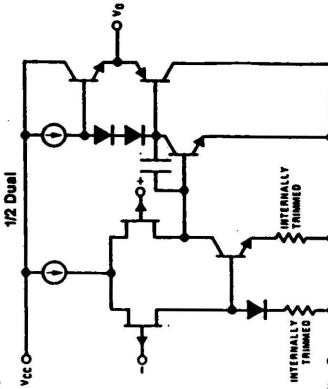 1/2 Dual
VCC
VO
+
−
INTERNALLY
TRIMMED
INTERNALLY
TRIMMED